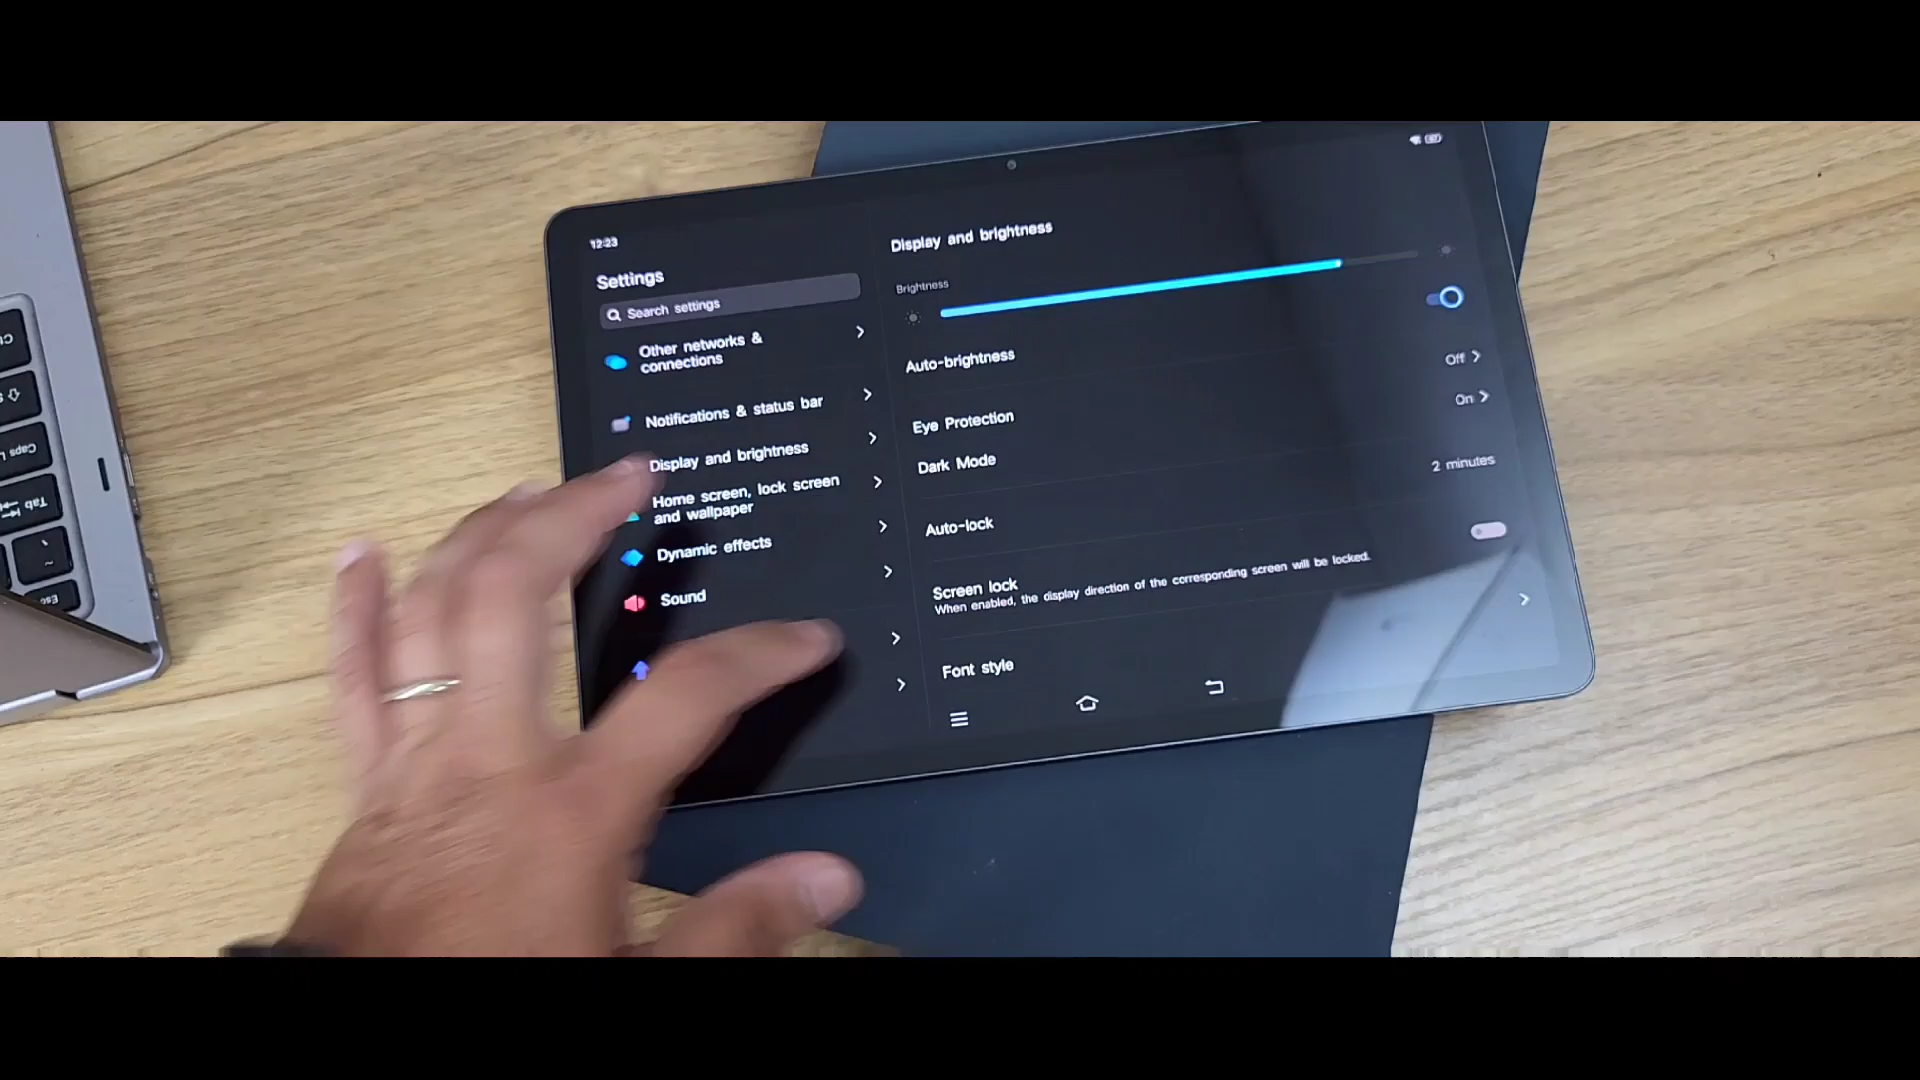 12:23
Settings
Search settings
Other networks &
connections
Notifications & status bar
Display and brightness
Home screen, lock screen
and wallpaper
Dynamic effects
Sound
Display and brightness
Brightness
Auto-brightness
Eye Protection
Off
Dark Mode
On
Auto-lock
2 minutes
Screen lock
When enabled, the display direction of the corresponding screen will be locked.
Font style
Caps L
Tab
Esc